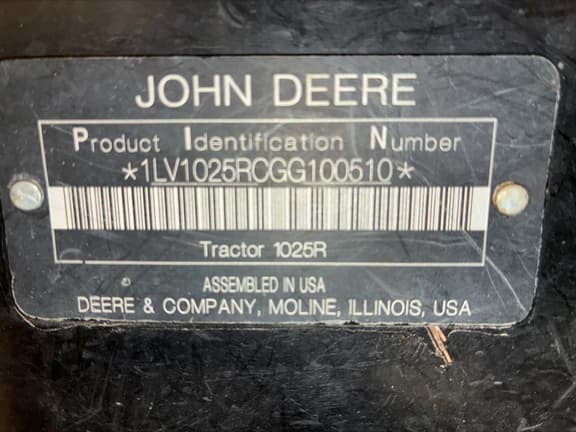 JOHN DEERE
Product Identification Number
*1LV1025RCGG100510*
Tractor 1025R
ASSEMBLED IN USA
DEERE & COMPANY, MOLINE, ILLINOIS, USA